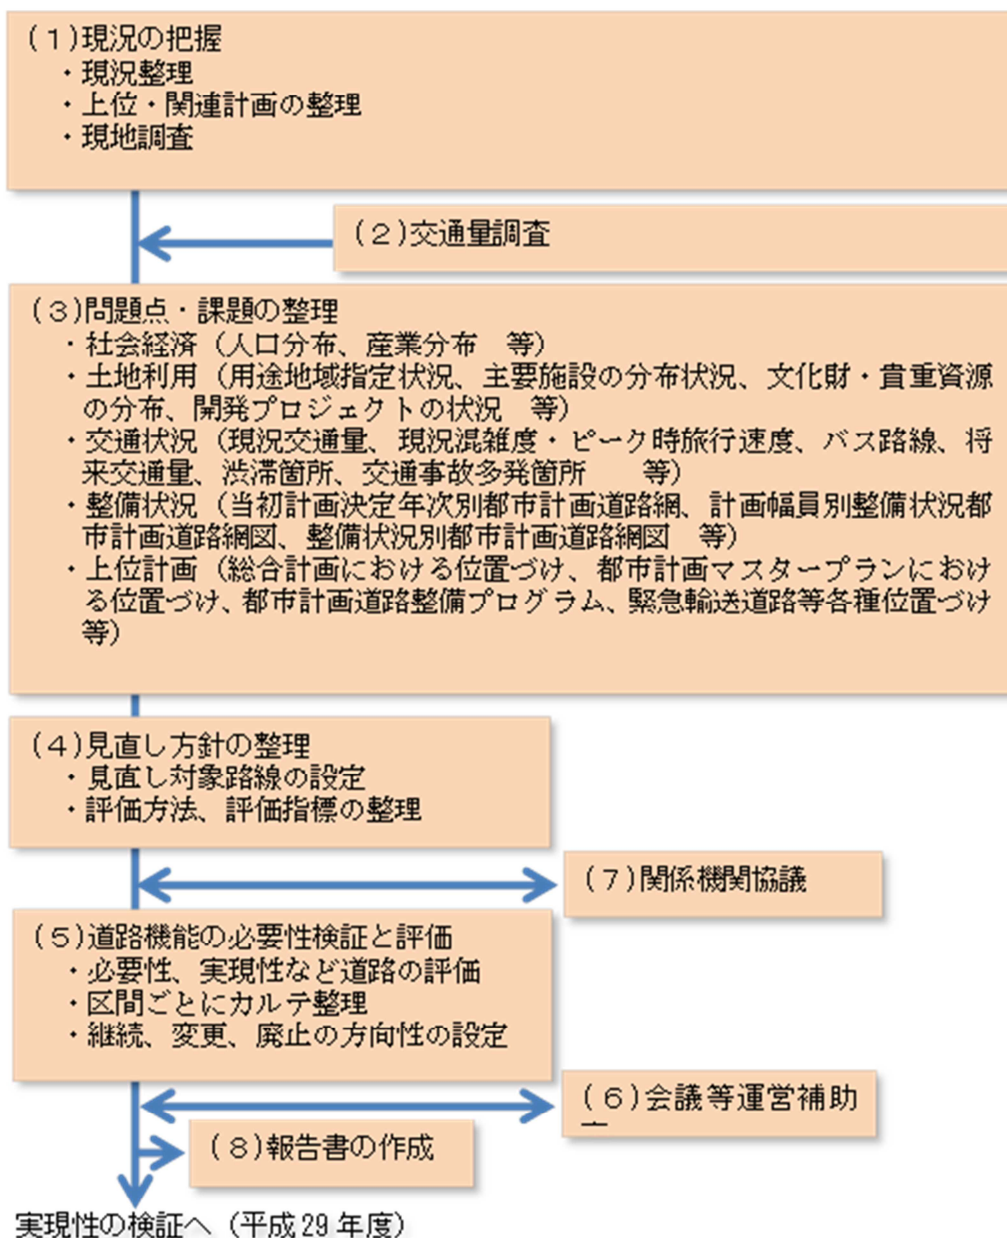 (1)現況の把握
・現況整理
・上位・関連計画の整理
・現地調査
(2)交通量調査
(3)問題点・課題の整理
・社会経済（人口分布、産業分布　等）
・土地利用（用途地域指定状況、主要施設の分布状況、文化財・貴重資源
の分布、開発プロジェクトの状況　等）
・交通状況（現況交通量、現況混雑度・ピーク時旅行速度、バス路線、将
来交通量、渋滞箇所、交通事故多発箇所　　等）
・整備状況（当初計画決定年次別都市計画道路網、計画幅員別整備状況都
市計画道路網図、整備状況別都市計画道路網図　等）
・上位計画（総合計画における位置づけ、都市計画マスタープランにおけ
る位置づけ、都市計画道路整備プログラム、緊急輸送道路等各種位置づけ
等）
(4)見直し方針の整理
・見直し対象路線の設定
・評価方法、評価指標の整理
(7)関係機関協議
(5)道路機能の必要性検証と評価
・必要性、実現性など道路の評価
・区間ごとにカルテ整理
・継続、変更、廃止の方向性の設定
(6)会議等運営補助
(8)報告書の作成
実現性の検証へ（平成29年度）